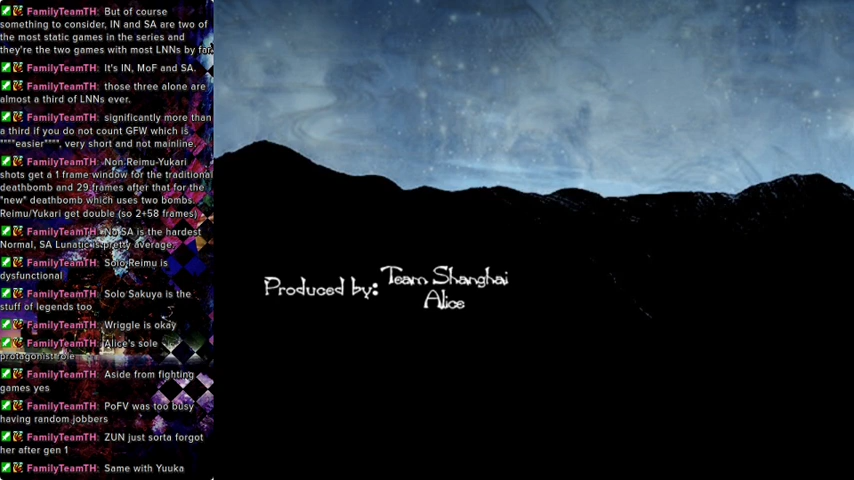 FamilyTeamTH: But of course
something to consider, IN and SA are two of
the most static games in the series and
they're the two games with most LNNs by far.
FamilyTeamTH: It's IN, MoF and SA.
FamilyTeamTH: those three alone are
almost a third of LNNs ever.
FamilyTeamTH: significantly more than
a third if you do not count GFW which is
""""easier"""", very short and not mainline.
FamilyTeamTH: Non-Reimu-Yukari
shots get a 1 frame window for the traditional
deathbomb and 29 frames after that for the
"new" deathbomb which uses two bombs.
Reimu/Yukari get double (so 2+58 frames)
FamilyTeamTH: No SA is the hardest
Normal, SA Lunatic is pretty average.
FamilyTeamTH: Solo Reimu is
dysfunctional
FamilyTeamTH: Solo Sakuya is the
stuff of legends too
FamilyTeamTH: Wriggle is okay
FamilyTeamTH: Alice's sole
protagonist role
FamilyTeamTH: Aside from fighting
games yes
FamilyTeamTH: PoFV was too busy
having random jobbers
FamilyTeamTH: ZUN just sorta forgot
her after gen 1
FamilyTeamTH: Same with Yuuka
Produced by: Team Shanghai
Alice